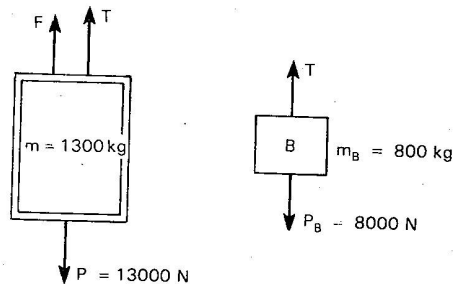 F
T
m = 1300 kg
P = 13000 N
T
B
m_B = 800 kg
P_B - 8000 N